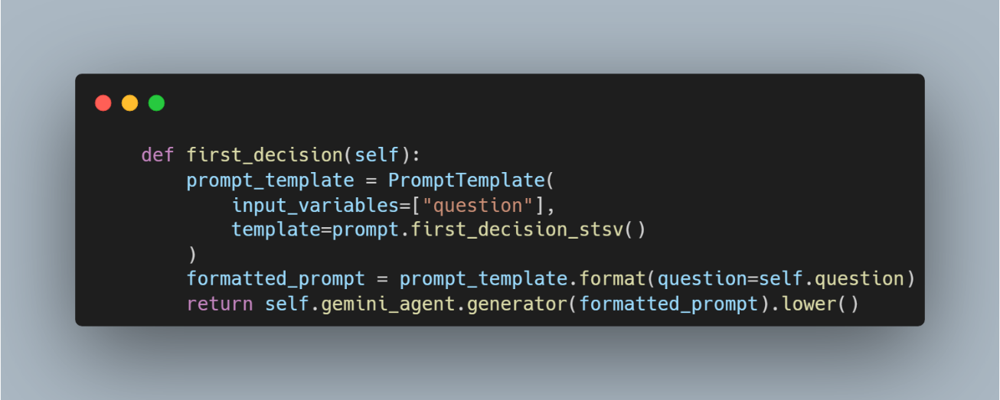 def first_decision(self):
    prompt_template = PromptTemplate(
        input_variables=["question"],
        template=prompt.first_decision_stsv()
    )
    formatted_prompt = prompt_template.format(question=self.question)
    return self.gemini_agent.generator(formatted_prompt).lower()